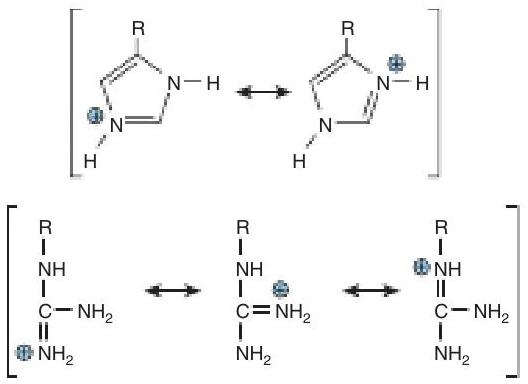 R R
⊕
N—H ↔ N—H
⊕
N N
H H
R R R
NH NH ⊕ NH
⊕
C—NH₂ ↔ C=NH₂ ↔ C—NH₂
⊕ NH₂ NH₂ NH₂